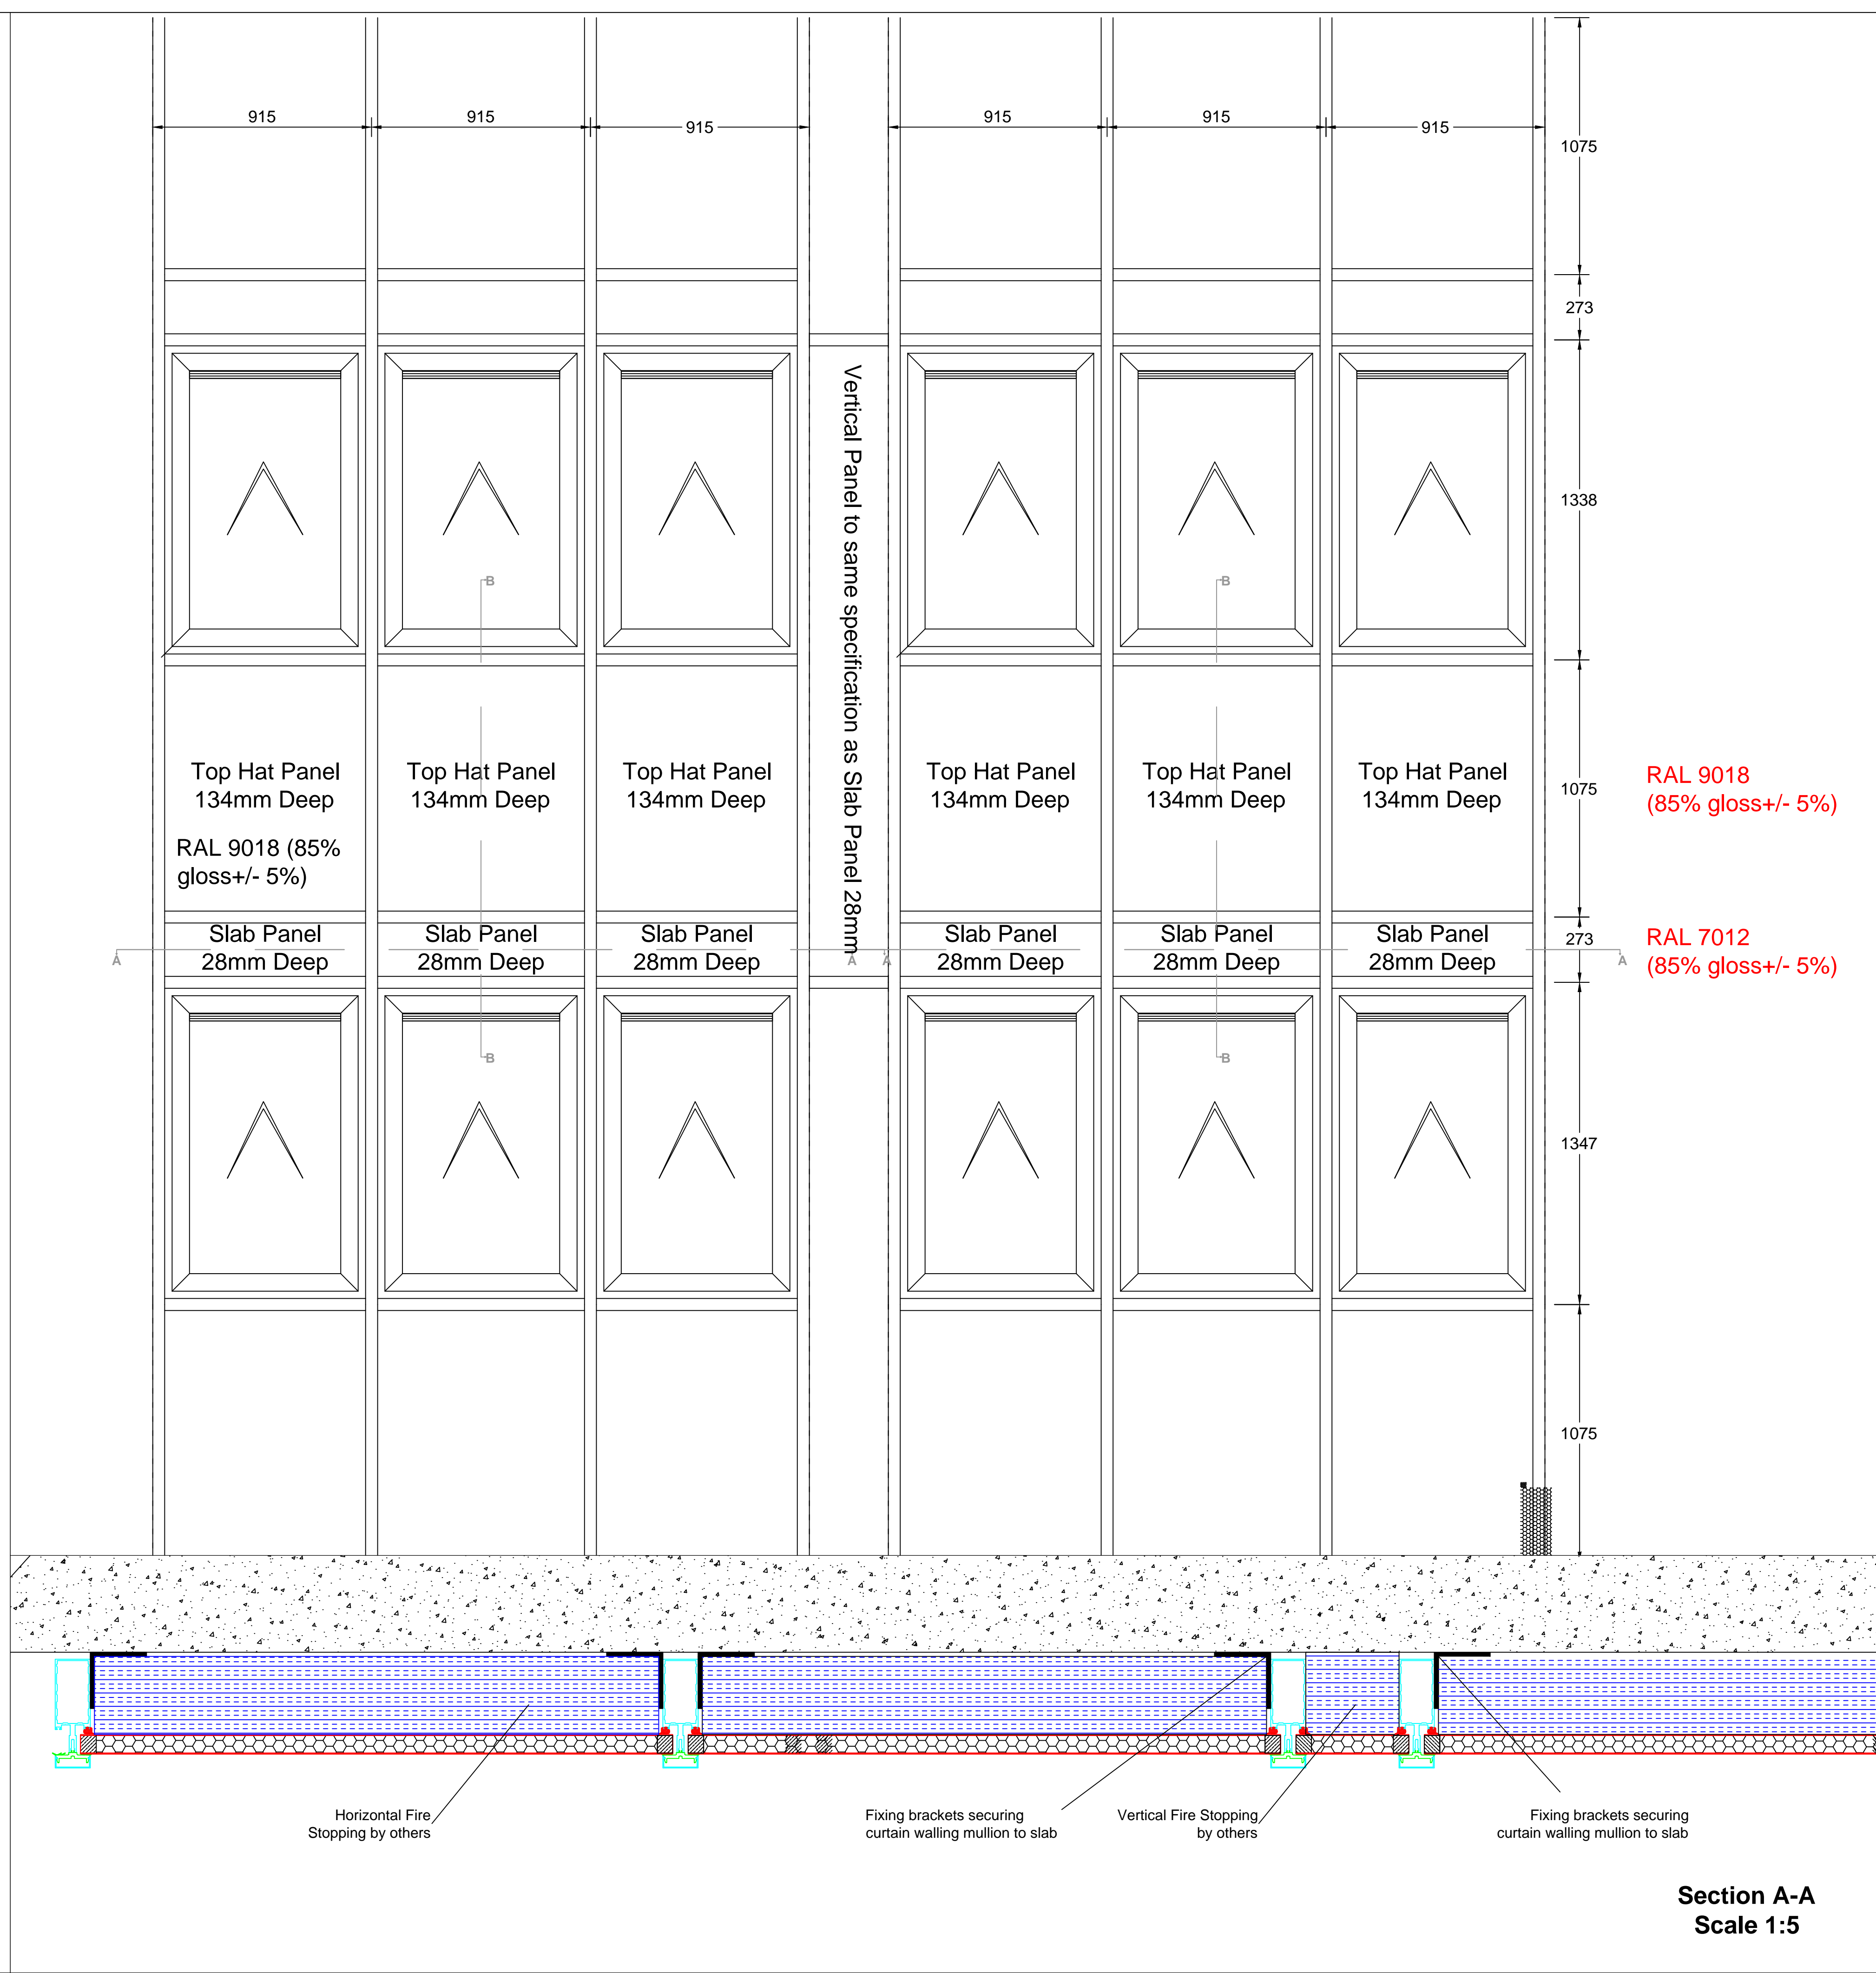 915 915 915 915 915 915
1075
273
Vertical Panel to same specification as Slab Panel 28mm
1338
B B
Top Hat Panel Top Hat Panel Top Hat Panel Top Hat Panel Top Hat Panel Top Hat Panel
134mm Deep 134mm Deep 134mm Deep 134mm Deep 134mm Deep 134mm Deep
1075
RAL 9018
(85% gloss+/- 5%)
RAL 9018 (85%
gloss+/- 5%)
Slab Panel Slab Panel Slab Panel Slab Panel Slab Panel Slab Panel
28mm Deep 28mm Deep 28mm Deep 28mm Deep 28mm Deep 28mm Deep
A A A A
273
RAL 7012
(85% gloss+/- 5%)
B B
1347
1075
Horizontal Fire
Stopping by others
Fixing brackets securing
curtain walling mullion to slab
Vertical Fire Stopping
by others
Fixing brackets securing
curtain walling mullion to slab
Section A-A
Scale 1:5